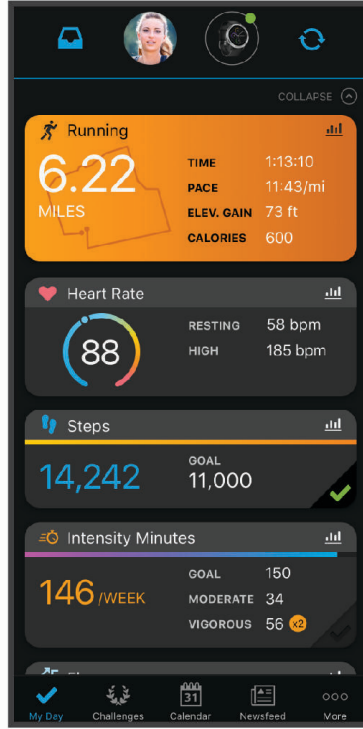 COLLAPSE
Running
6.22
MILES
TIME 1:13:10
PACE 11:43/mi
ELEV. GAIN 73 ft
CALORIES 600
Heart Rate
88
RESTING 58 bpm
HIGH 185 bpm
Steps
14,242
GOAL
11,000
Intensity Minutes
146 /WEEK
GOAL 150
MODERATE 34
VIGOROUS 56 x2
31
My Day Challenges Calendar Newsfeed More